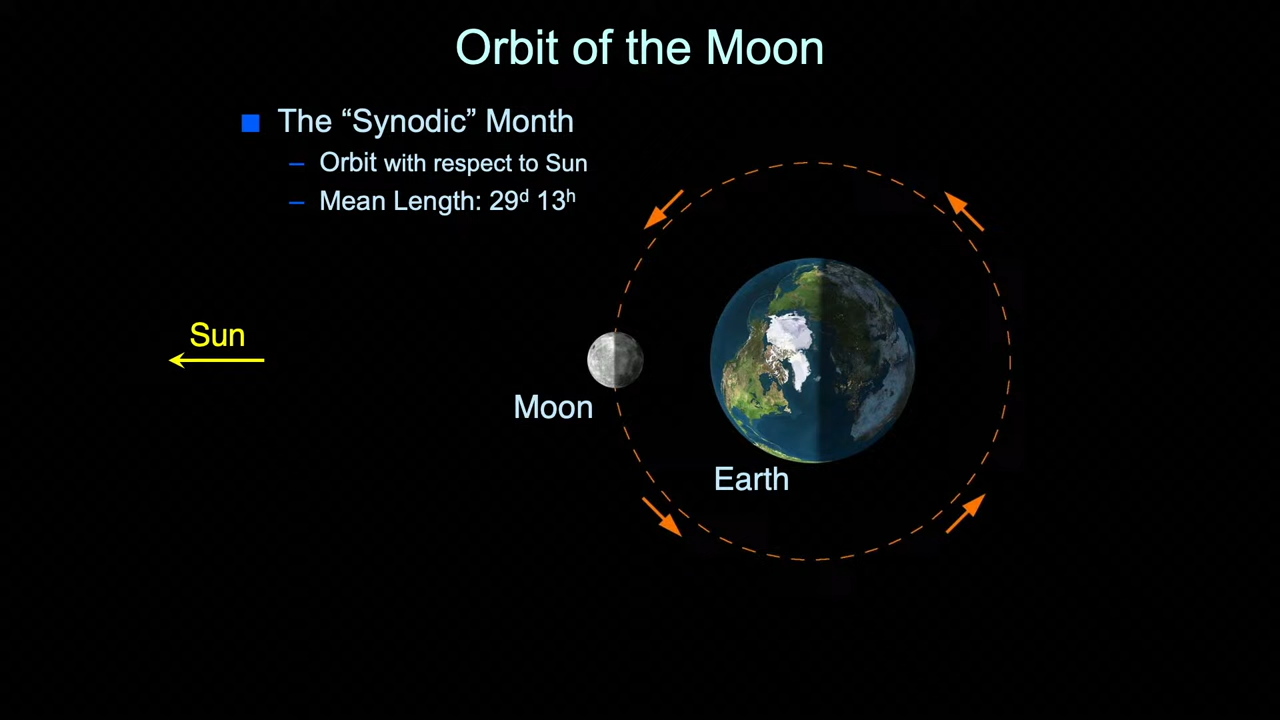 Orbit of the Moon
The “Synodic” Month
– Orbit with respect to Sun
– Mean Length: 29ᵈ 13ʰ
Sun
Moon
Earth